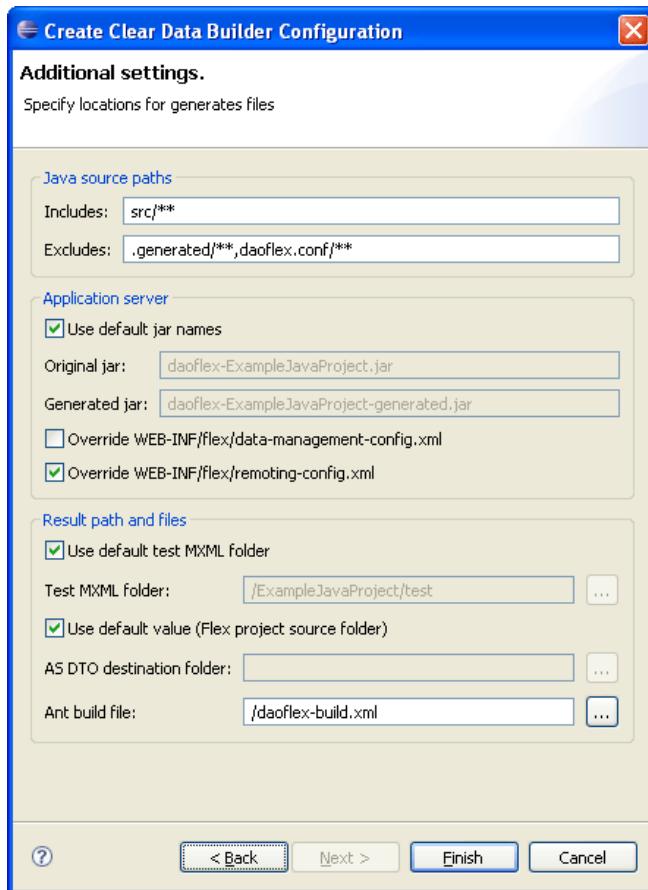 Create Clear Data Builder Configuration
Additional settings.
Specify locations for generates files
Java source paths
Includes: src/**
Excludes: .generated/**,daoflex.conf/**
Application server
Use default jar names
Original jar: daoflex-ExampleJavaProject.jar
Generated jar: daoflex-ExampleJavaProject-generated.jar
Override WEB-INF/flex/data-management-config.xml
Override WEB-INF/flex/remoting-config.xml
Result path and files
Use default test MXML folder
Test MXML folder: /ExampleJavaProject/test ...
Use default value (Flex project source folder)
AS DTO destination folder: ...
Ant build file: /daoflex-build.xml ...
? < Back Next > Finish Cancel